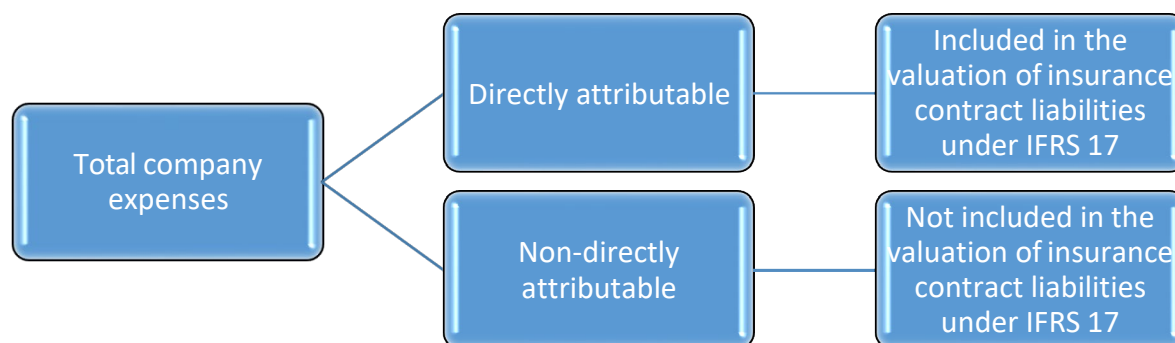 Total company
expenses
Directly attributable
Included in the
valuation of insurance
contract liabilities
under IFRS 17
Non-directly
attributable
Not included in the
valuation of insurance
contract liabilities
under IFRS 17